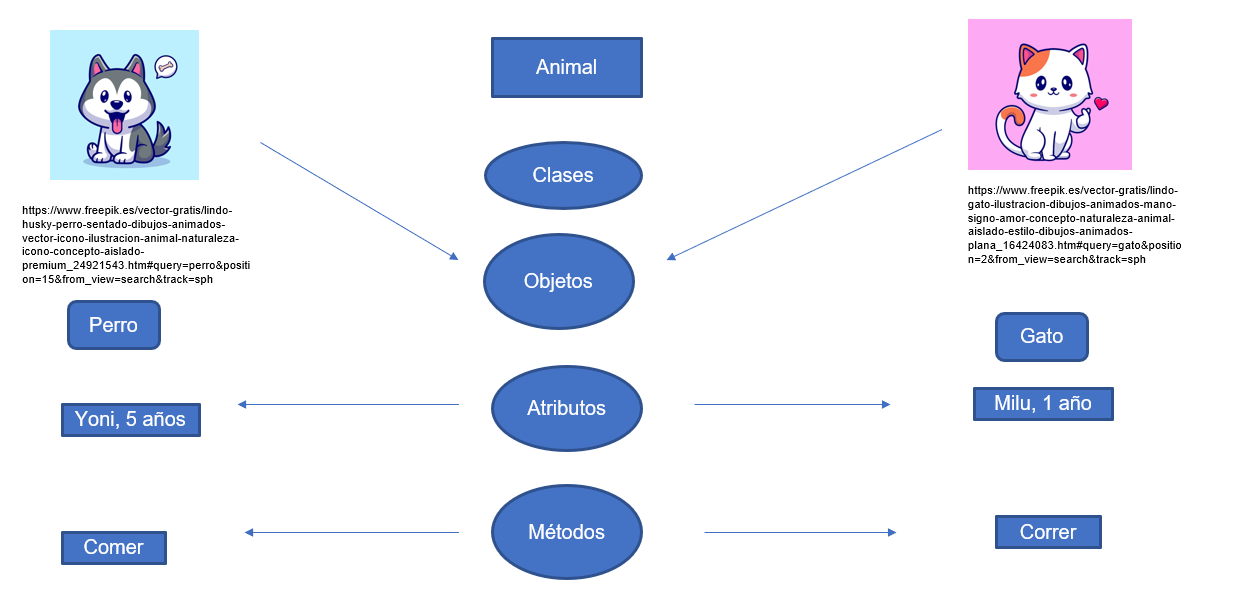 Animal
Clases
https://www.freepik.es/vector-gratis/lindo-
husky-perro-sentado-dibujos-animados-
vector-icono-ilustracion-animal-naturaleza-
icono-concepto-aislado-
premium_24921543.htm#query=perro&positi
on=15&from_view=search&track=sph
https://www.freepik.es/vector-gratis/lindo-
gato-ilustracion-dibujos-animados-mano-
signo-amor-concepto-naturaleza-animal-
aislado-estilo-dibujos-animados-
plana_16424083.htm#query=gato&positio
n=2&from_view=search&track=sph
Objetos
Perro
Gato
Yoni, 5 años
Atributos
Milu, 1 año
Comer
Métodos
Correr